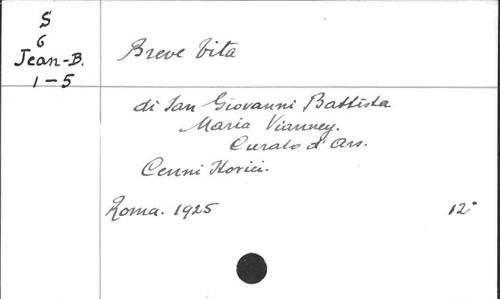 S
6
Jean-B.
1-5
Breve Vita
di San Giovanni Battista
Maria Vianney.
Curato d'Ars.
Cenni Storici.
Roma. 1925
12°